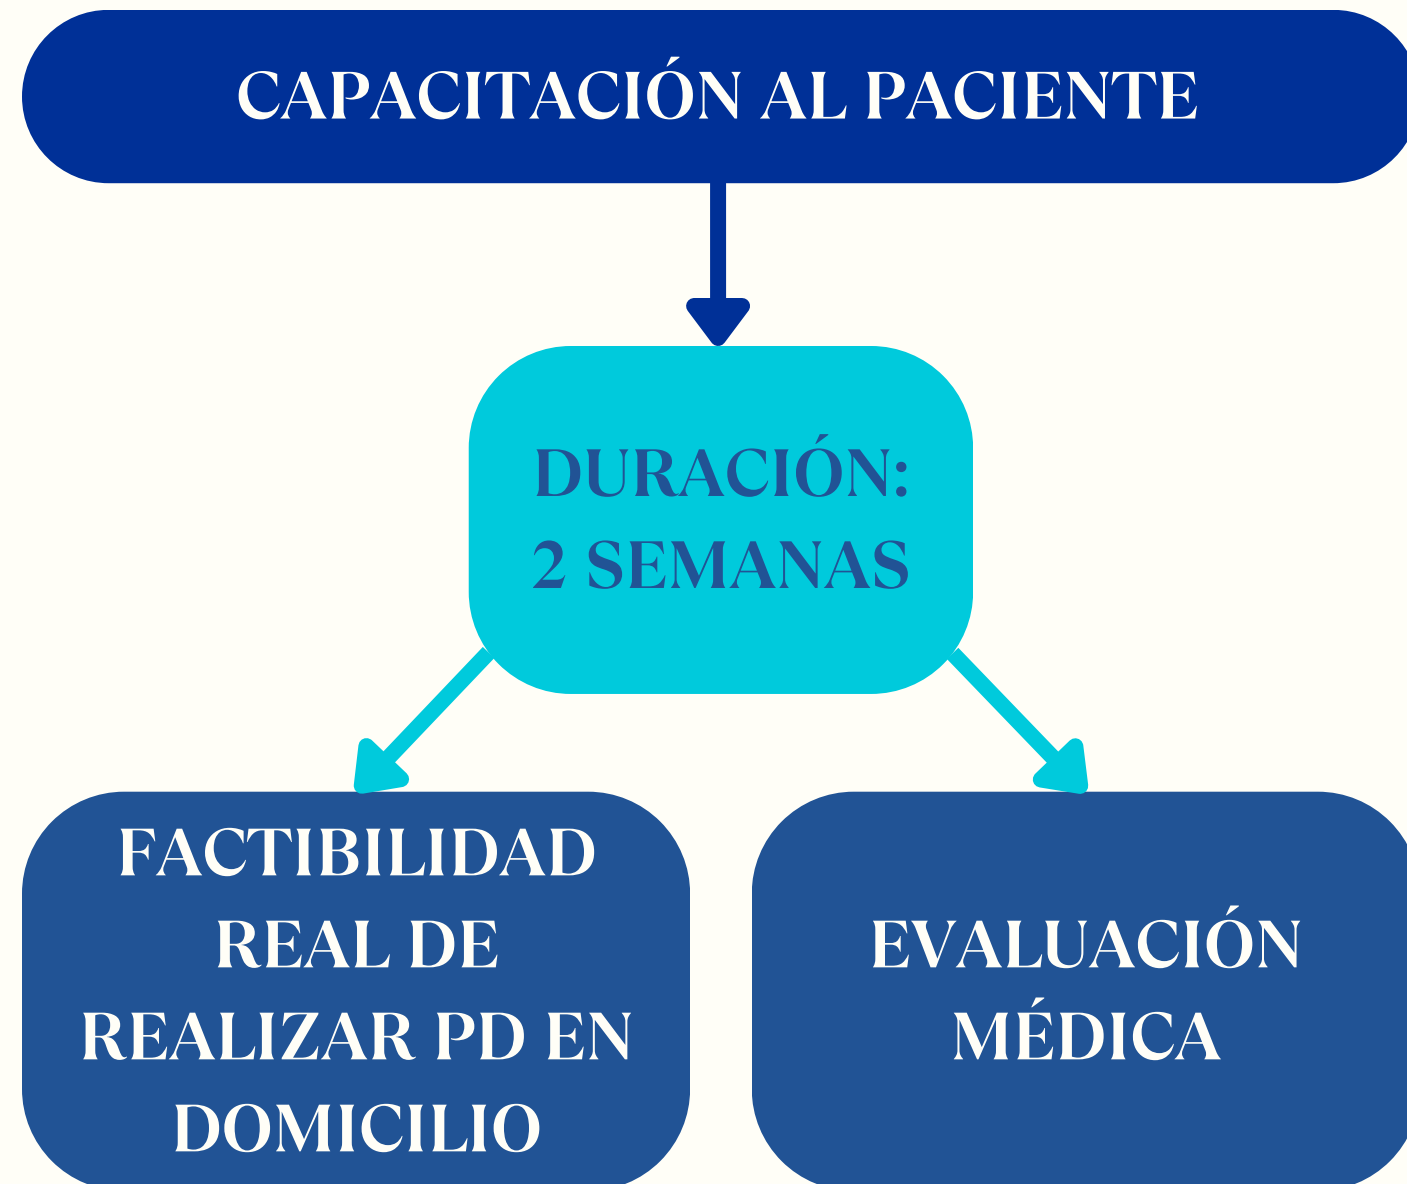 CAPACITACIÓN AL PACIENTE
DURACIÓN:
2 SEMANAS
FACTIBILIDAD
REAL DE
REALIZAR PD EN
DOMICILIO
EVALUACIÓN
MÉDICA